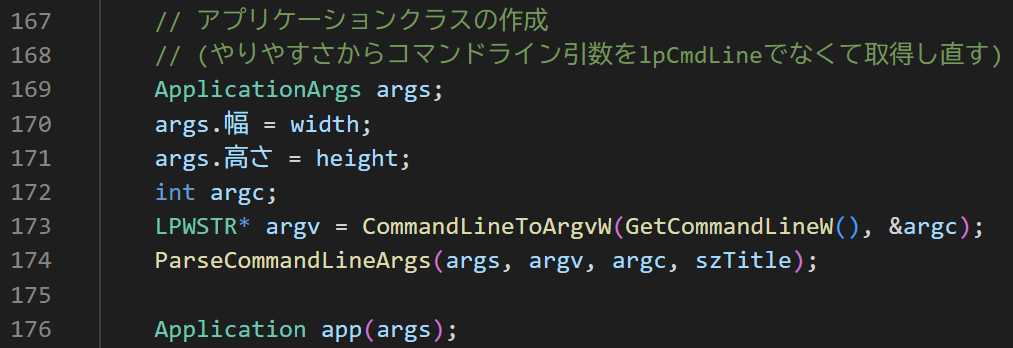 167 // アプリケーションクラスの作成
168 // (やりやすさからコマンドライン引数をlpCmdLineでなくて取得し直す)
169 ApplicationArgs args;
170 args.幅 = width;
171 args.高さ = height;
172 int argc;
173 LPWSTR* argv = CommandLineToArgvW(GetCommandLineW(), &argc);
174 ParseCommandLineArgs(args, argv, argc, szTitle);
175
176 Application app(args);